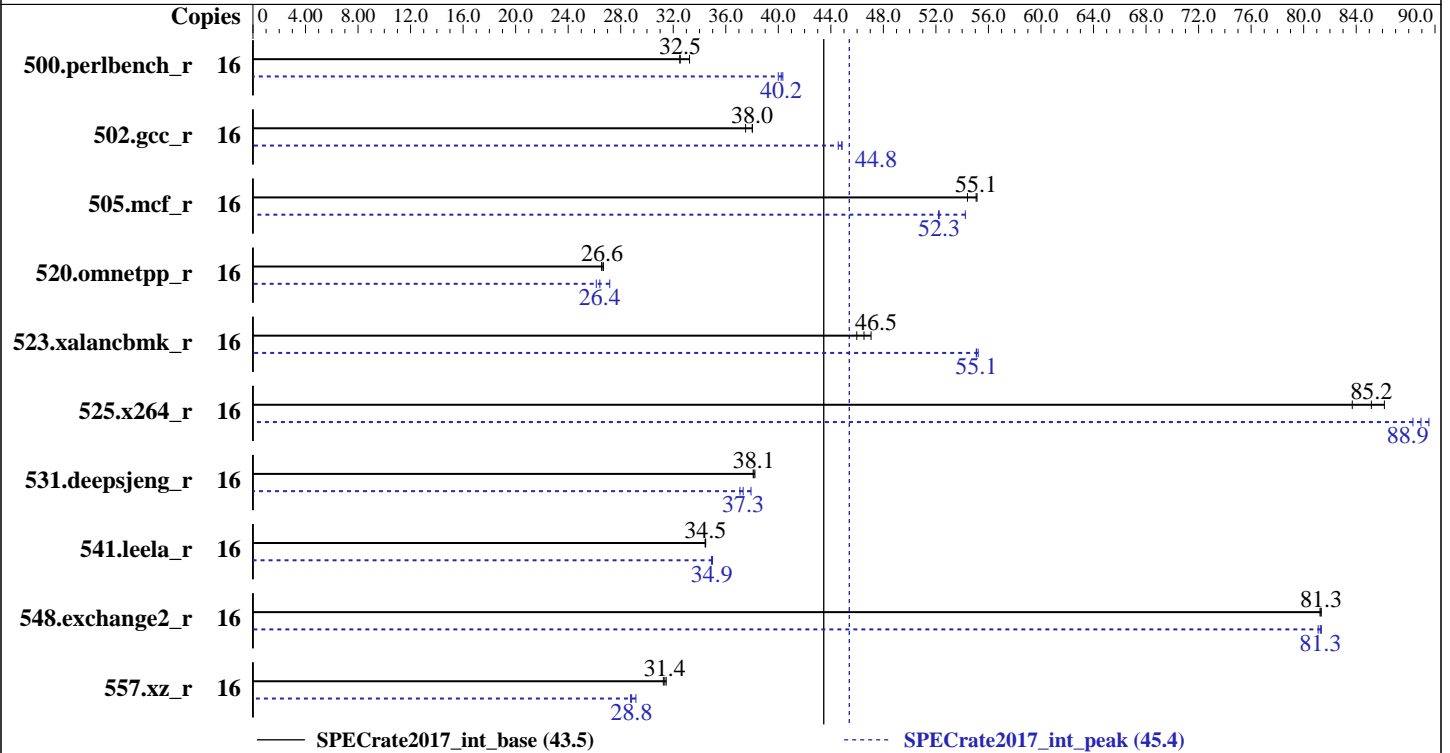 Copies 0 4.00 8.00 12.0 16.0 20.0 24.0 28.0 32.0 36.0 40.0 44.0 48.0 52.0 56.0 60.0 64.0 68.0 72.0 76.0 80.0 84.0 90.0
32.5
500.perlbench_r 16
40.2
38.0
502.gcc_r 16
44.8
55.1
505.mcf_r 16
52.3
26.6
520.omnetpp_r 16
26.4
46.5
523.xalancbmk_r 16
55.1
85.2
525.x264_r 16
88.9
38.1
531.deepsjeng_r 16
37.3
34.5
541.leela_r 16
34.9
81.3
548.exchange2_r 16
81.3
31.4
557.xz_r 16
28.8
SPECrate2017_int_base (43.5) SPECrate2017_int_peak (45.4)